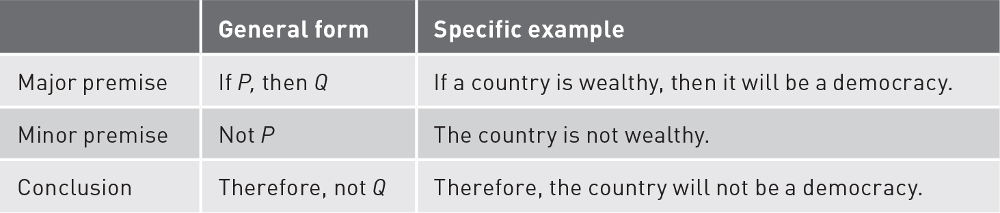 General form Specific example
Major premise If P, then Q If a country is wealthy, then it will be a democracy.
Minor premise Not P The country is not wealthy.
Conclusion Therefore, not Q Therefore, the country will not be a democracy.